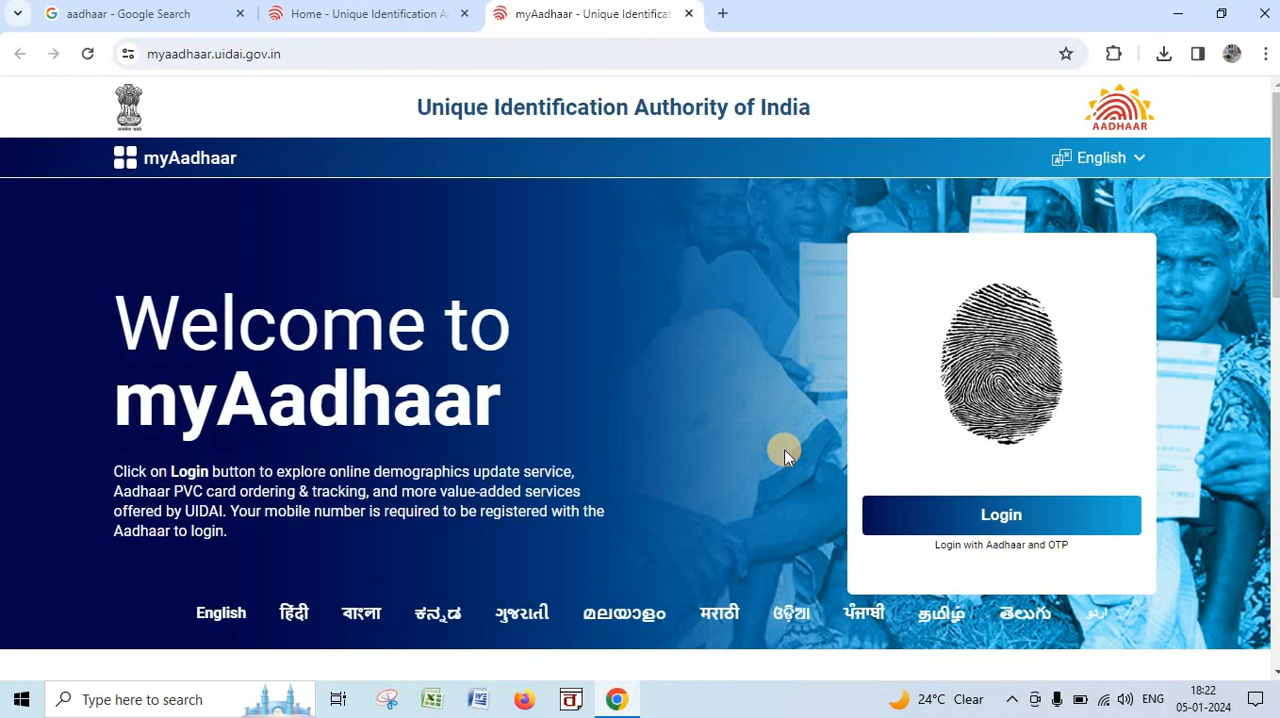 aadhaar - Google Search
Home - Unique Identification A
myAadhaar - Unique Identificat
myaadhaar.uidai.gov.in
Unique Identification Authority of India
AADHAAR
myAadhaar
English
Welcome to
myAadhaar
Click on Login button to explore online demographics update service,
Aadhaar PVC card ordering & tracking, and more value-added services
offered by UIDAI. Your mobile number is required to be registered with the
Aadhaar to login.
Login
Login with Aadhaar and OTP
English हिंदी বাংলা ಕನ್ನಡ ગુજરાતી മലയാളം मराठी ଓଡ଼ିଆ ਪੰਜਾਬੀ தமிழ் తెలుగు اردو
Type here to search
24°C Clear
ENG
18:22
05-01-2024